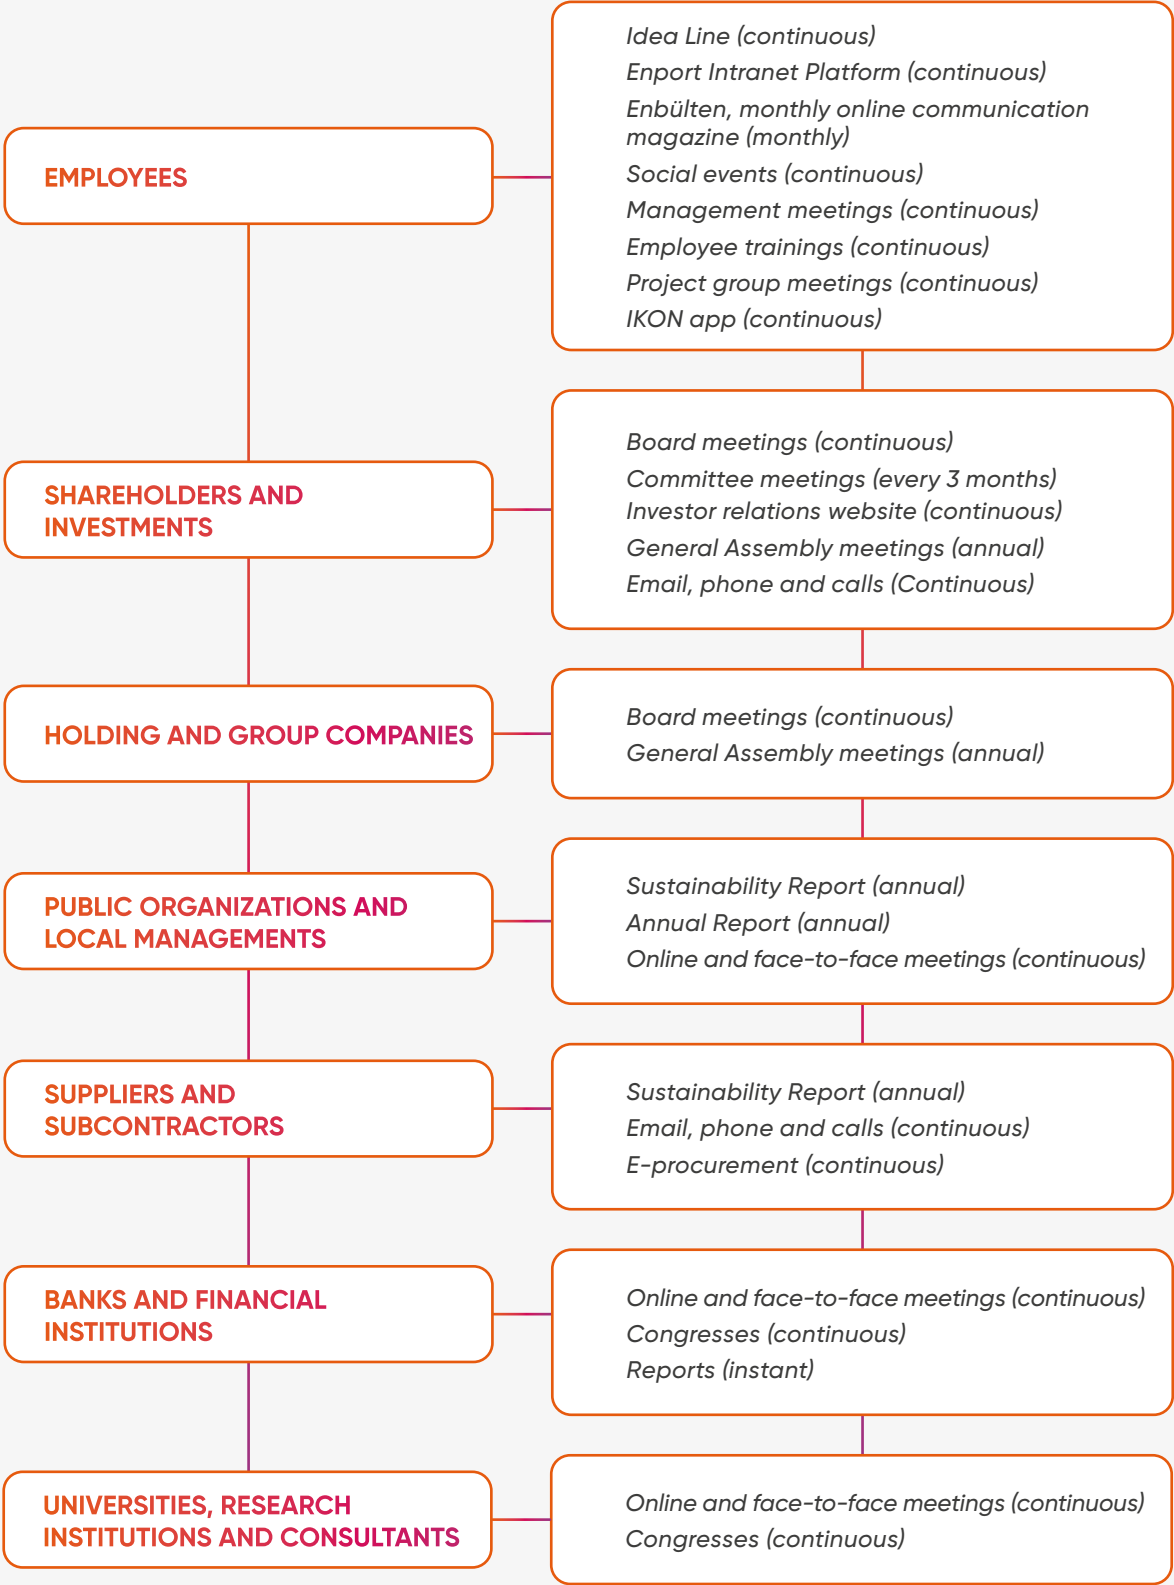 EMPLOYEES
Idea Line (continuous)
Enport Intranet Platform (continuous)
Enbülten, monthly online communication
magazine (monthly)
Social events (continuous)
Management meetings (continuous)
Employee trainings (continuous)
Project group meetings (continuous)
IKON app (continuous)
SHAREHOLDERS AND
INVESTMENTS
Board meetings (continuous)
Committee meetings (every 3 months)
Investor relations website (continuous)
General Assembly meetings (annual)
Email, phone and calls (Continuous)
HOLDING AND GROUP COMPANIES
Board meetings (continuous)
General Assembly meetings (annual)
PUBLIC ORGANIZATIONS AND
LOCAL MANAGEMENTS
Sustainability Report (annual)
Annual Report (annual)
Online and face-to-face meetings (continuous)
SUPPLIERS AND
SUBCONTRACTORS
Sustainability Report (annual)
Email, phone and calls (continuous)
E-procurement (continuous)
BANKS AND FINANCIAL
INSTITUTIONS
Online and face-to-face meetings (continuous)
Congresses (continuous)
Reports (instant)
UNIVERSITIES, RESEARCH
INSTITUTIONS AND CONSULTANTS
Online and face-to-face meetings (continuous)
Congresses (continuous)